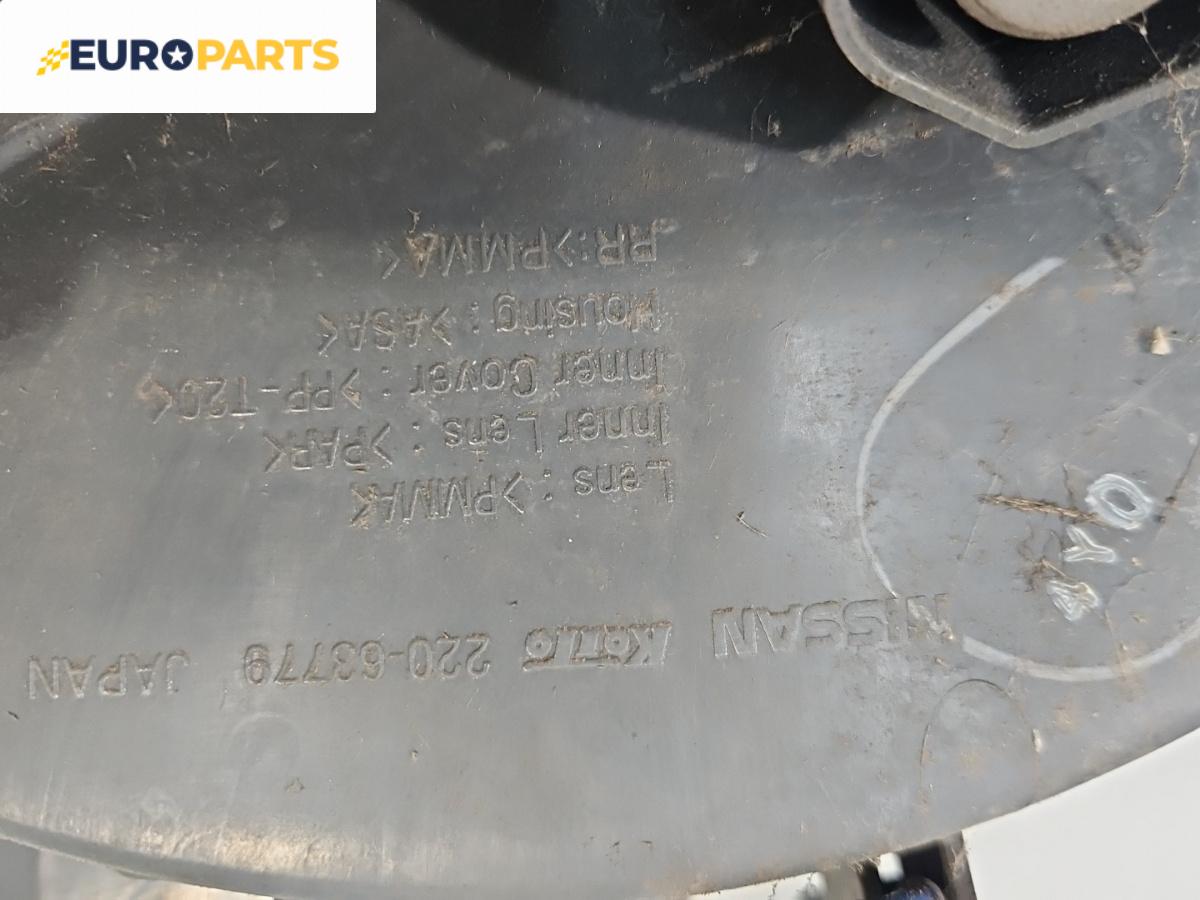 EUROPARTS
NISSAN KOITO 220-63779 JAPAN
Lens : >PMMA<
Inner Lens : >PAR<
Inner Cover : >PP-T20<
Housing : >ASA<
RR : >PMMA<